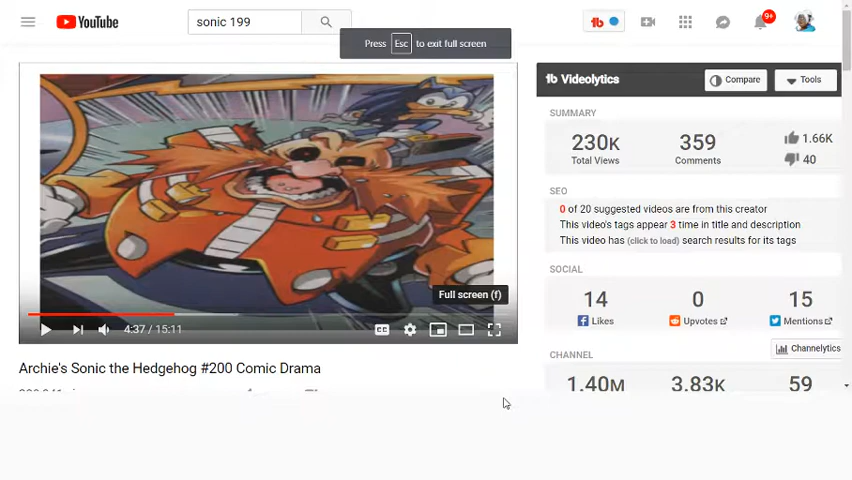 YouTube
sonic 199
9+
Press Esc to exit full screen
Videolytics
Compare
Tools
SUMMARY
230K
359
1.66K
Total Views
Comments
40
SEO
0 of 20 suggested videos are from this creator
This video's tags appear 3 time in title and description
This video has (click to load) search results for its tags
SOCIAL
14
0
15
Likes
Upvotes
Mentions
Full screen (f)
4:37 / 15:11
CC
Channelytics
CHANNEL
Archie's Sonic the Hedgehog #200 Comic Drama
1.40M
3.83K
59